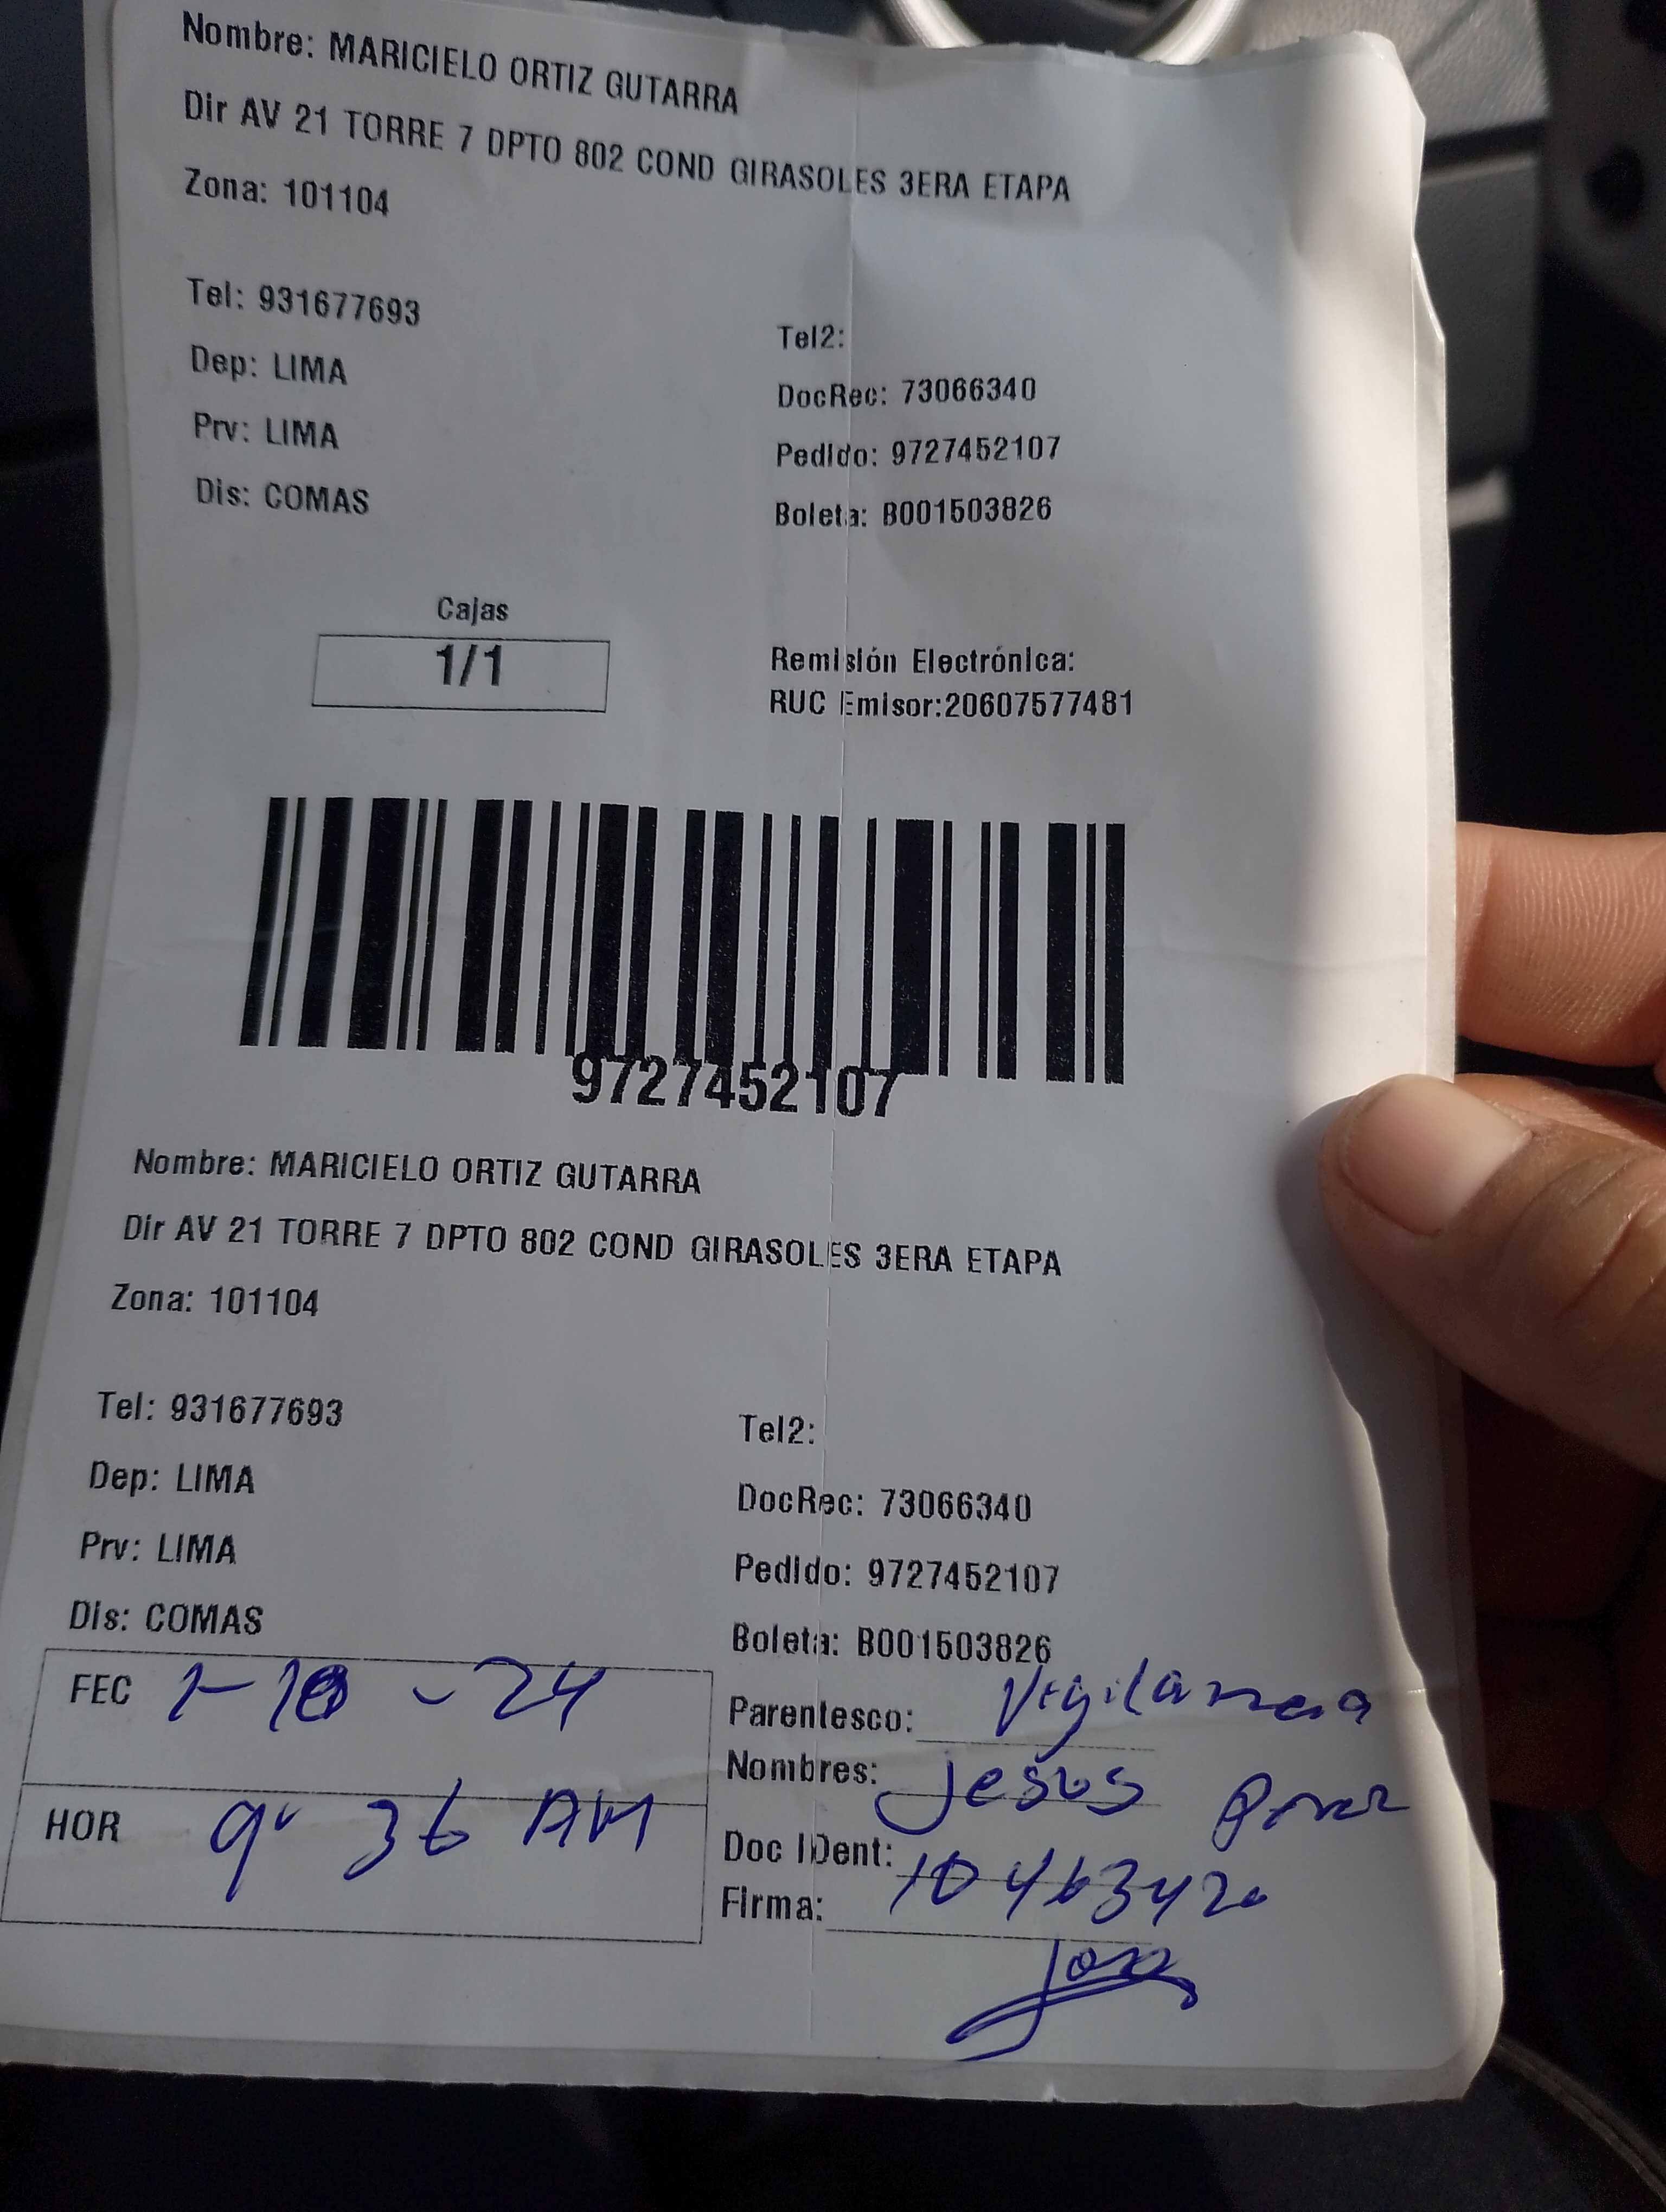 Nombre: MARICIELO ORTIZ GUTARRA
Dir AV 21 TORRE 7 DPTO 802 COND GIRASOLES 3ERA ETAPA
Zona: 101104
Tel: 931677693
Tel2:
Dep: LIMA
DocRec: 73066340
Prv: LIMA
Pedido: 9727452107
Dis: COMAS
Boleta: B001503826
Cajas
1/1
Remisión Electrónica:
RUC Emisor:20607577481
9727452107
Nombre: MARICIELO ORTIZ GUTARRA
Dir AV 21 TORRE 7 DPTO 802 COND GIRASOLES 3ERA ETAPA
Zona: 101104
Tel: 931677693
Tel2:
Dep: LIMA
DocRec: 73066340
Prv: LIMA
Pedido: 9727452107
Dis: COMAS
Boleta: B001503826
FEC 1-10-24
Parentesco: Vigilancia
Nombres: Jesus
HOR 9: 36 AM
Doc IDent: 10463420
Firma: